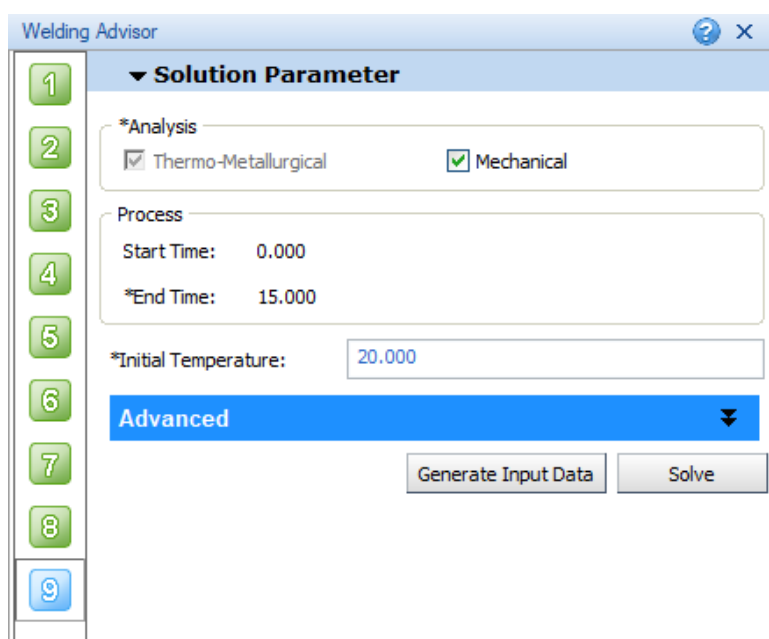 Welding Advisor
1
Solution Parameter
*Analysis
2
Thermo-Metallurgical Mechanical
3
Process
Start Time: 0.000
4
*End Time: 15.000
5
*Initial Temperature: 20.000
6
Advanced
7
Generate Input Data Solve
8
9